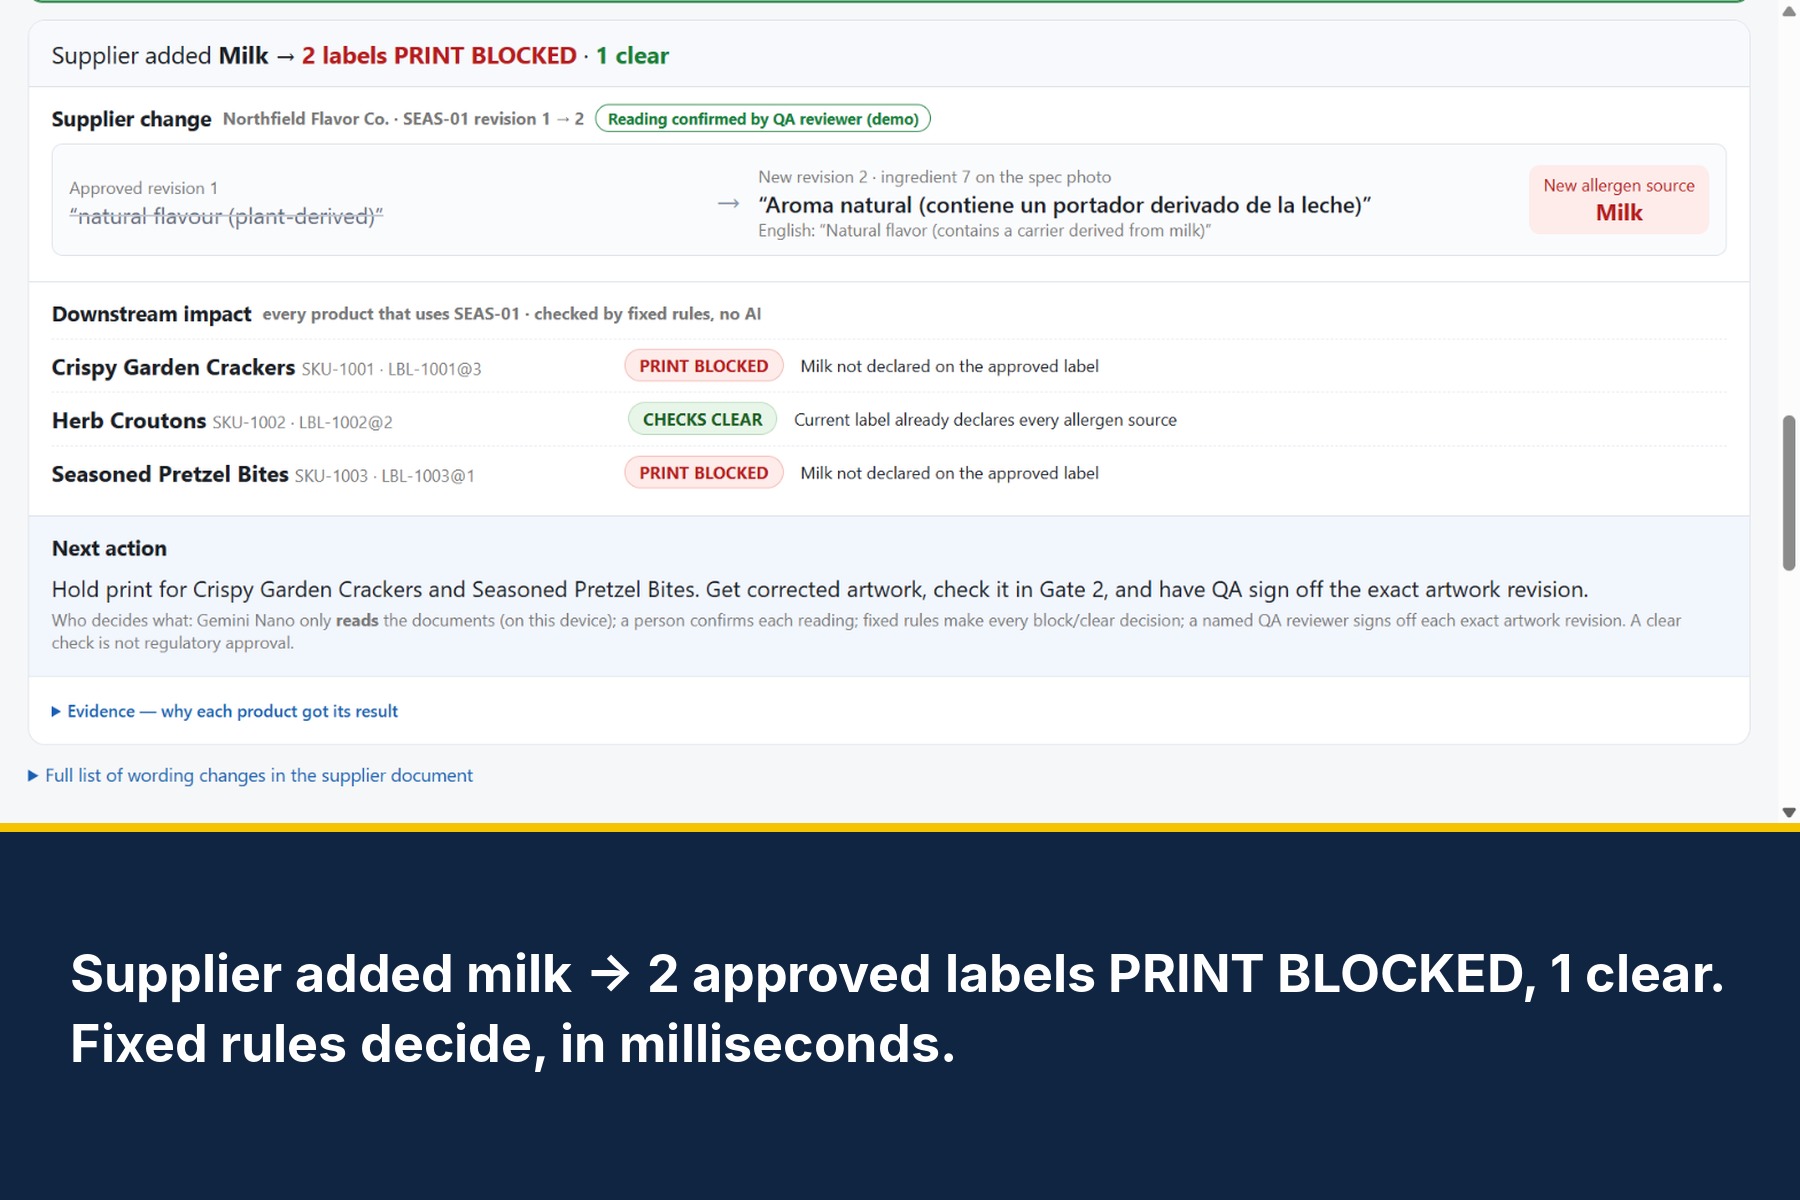 Supplier added Milk → 2 labels PRINT BLOCKED · 1 clear
Supplier change Northfield Flavor Co. · SEAS-01 revision 1 → 2 Reading confirmed by QA reviewer (demo)
Approved revision 1
“natural flavour (plant-derived)”
→
New revision 2 · ingredient 7 on the spec photo
“Aroma natural (contiene un portador derivado de la leche)”
English: “Natural flavor (contains a carrier derived from milk)”
New allergen source
Milk
Downstream impact every product that uses SEAS-01 · checked by fixed rules, no AI
Crispy Garden Crackers SKU-1001 · LBL-1001@3 PRINT BLOCKED Milk not declared on the approved label
Herb Croutons SKU-1002 · LBL-1002@2 CHECKS CLEAR Current label already declares every allergen source
Seasoned Pretzel Bites SKU-1003 · LBL-1003@1 PRINT BLOCKED Milk not declared on the approved label
Next action
Hold print for Crispy Garden Crackers and Seasoned Pretzel Bites. Get corrected artwork, check it in Gate 2, and have QA sign off the exact artwork revision.
Who decides what: Gemini Nano only reads the documents (on this device); a person confirms each reading; fixed rules make every block/clear decision; a named QA reviewer signs off each exact artwork revision. A clear
check is not regulatory approval.
▶ Evidence — why each product got its result
▶ Full list of wording changes in the supplier document
Supplier added milk → 2 approved labels PRINT BLOCKED, 1 clear.
Fixed rules decide, in milliseconds.